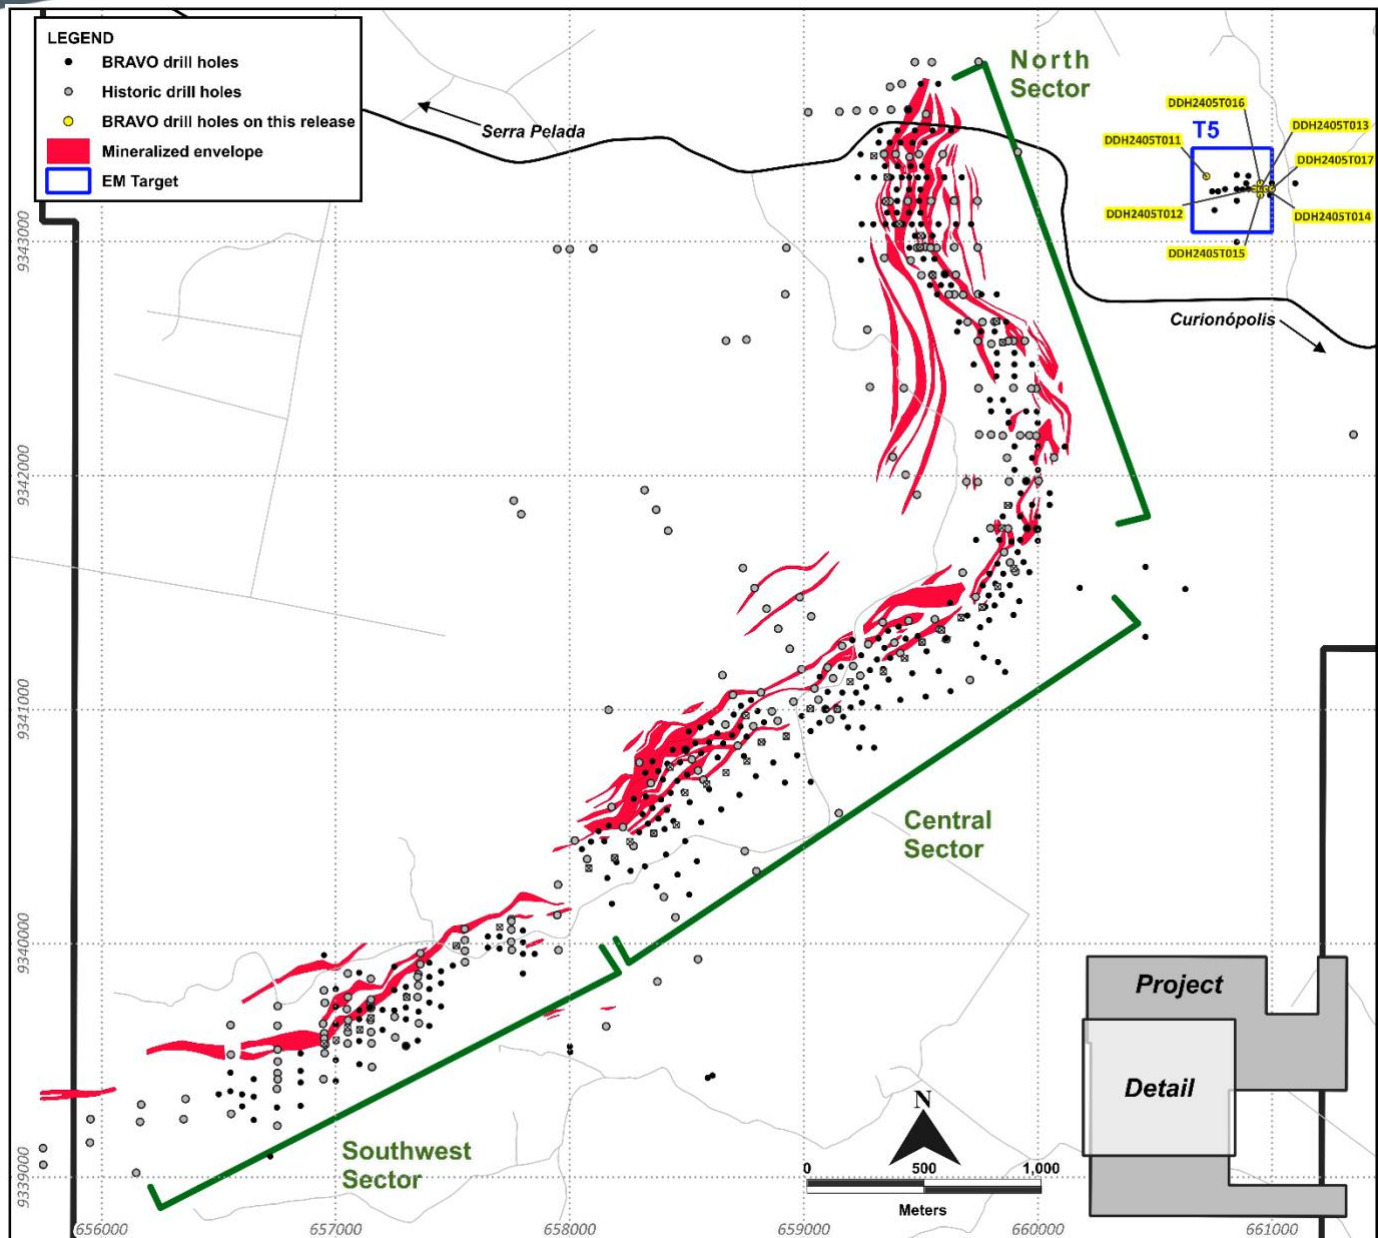 LEGEND
BRAVO drill holes
Historic drill holes
BRAVO drill holes on this release
Mineralized envelope
EM Target
Serra Pelada
North
Sector
DDH2405T016
T5
DDH2405T013
DDH2405T011
DDH2405T017
DDH2405T012
DDH2405T014
DDH2405T015
Curionópolis
9343000
9342000
9341000
9340000
9339000
Central
Sector
Southwest
Sector
Project
Detail
N
0 500 1,000
Meters
656000 657000 658000 659000 660000 661000